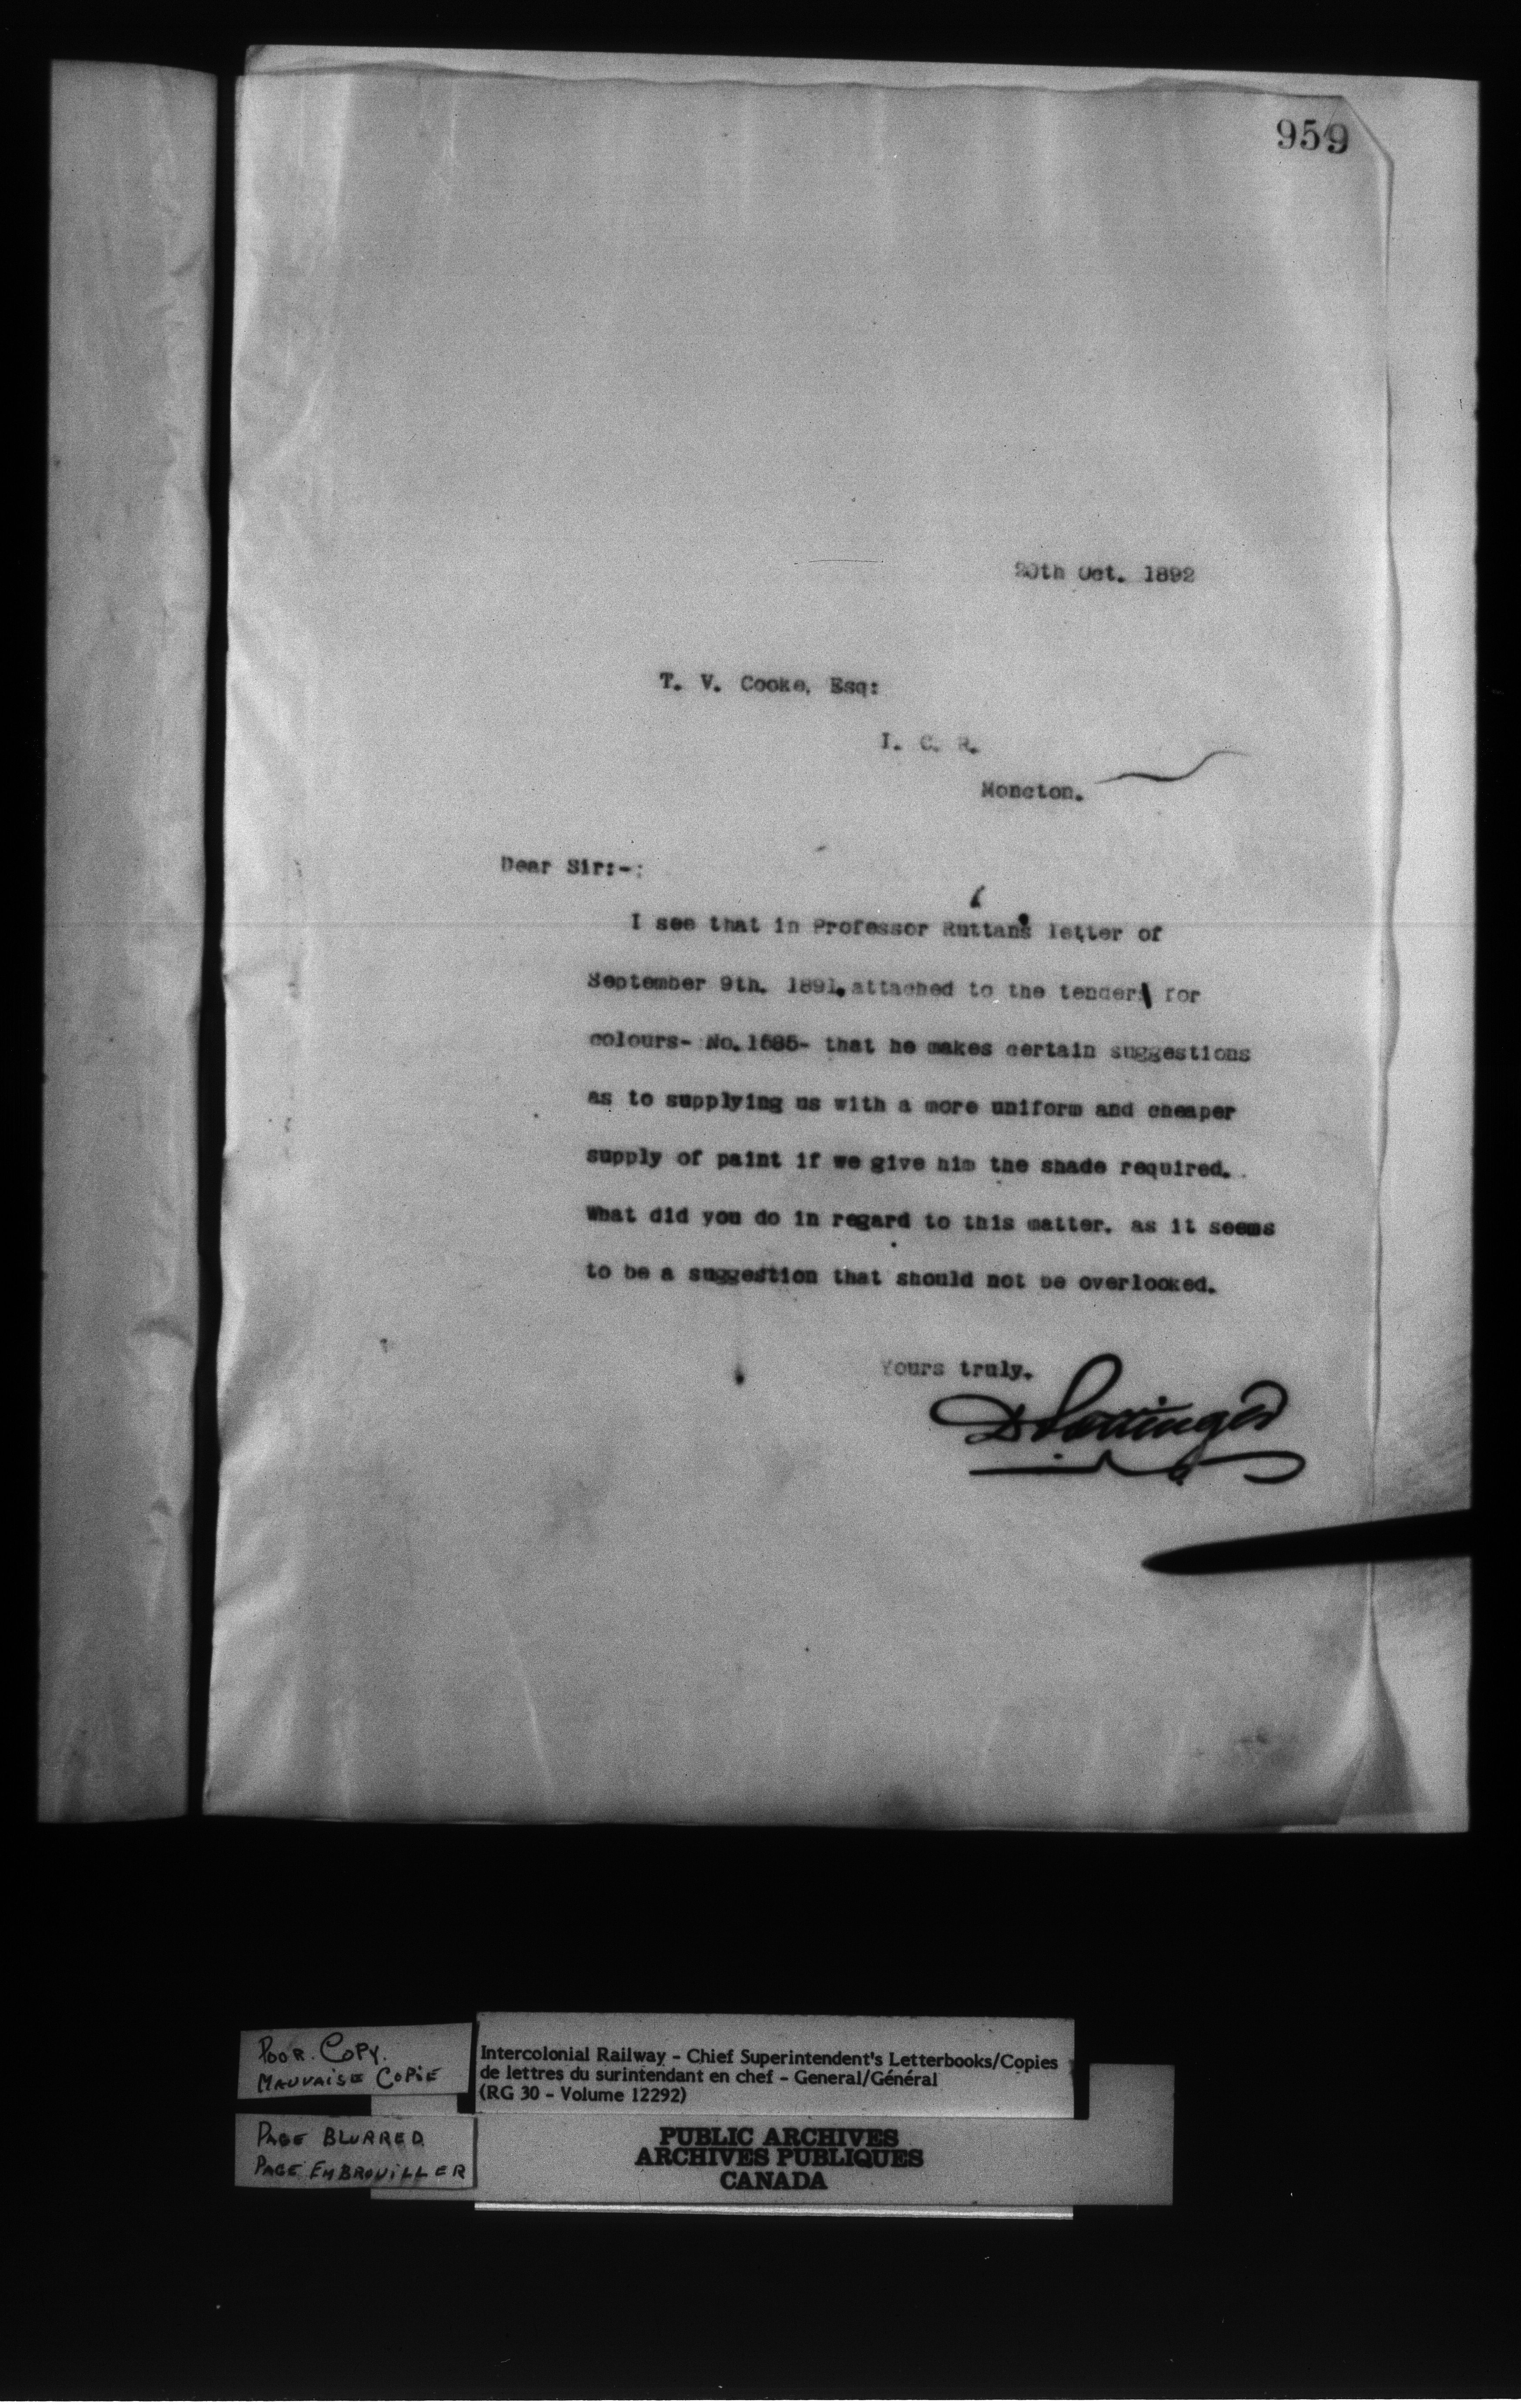 959
20th Oct. 1892
T. V. Cooke, Esq:
I. C. R.
Moncton.
Dear Sir:-:
I see that in Professor Ruttan's letter of
September 9th. 1891. attached to the tender for
colours- No. - that he makes certain suggestions
as to supplying us with a more uniform and cheaper
supply of paint if we give him the shade required.
What did you do in regard to this matter. as it seems
to be a suggestion that should not be overlooked.
Yours truly.
D Pottinger
POOR. COPY.
MAUVAISE COPIE
PAGE BLURRED
PAGE EMBROUILLER
Intercolonial Railway - Chief Superintendent's Letterbooks/Copies
de lettres du surintendant en chef - General/Général
(RG 30 - Volume 12292)
PUBLIC ARCHIVES
ARCHIVES PUBLIQUES
CANADA